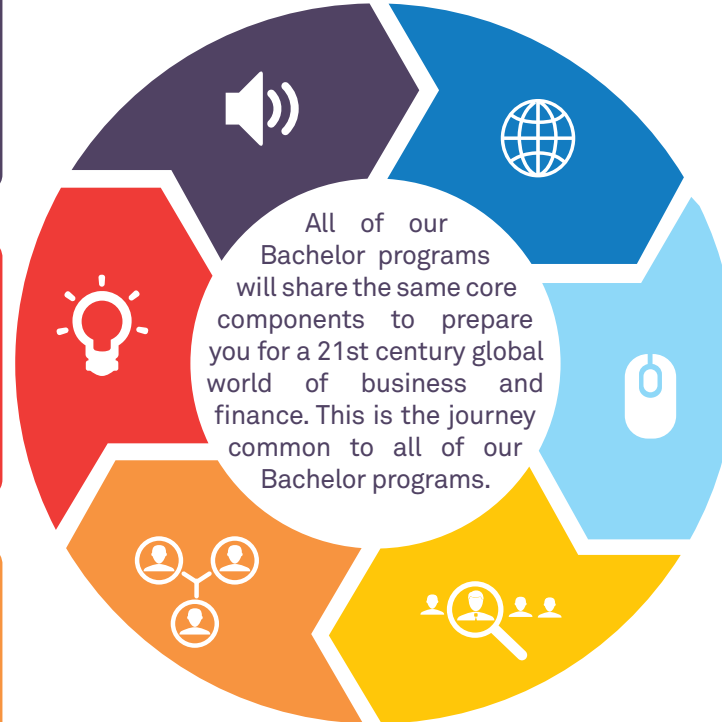 All of our
Bachelor programs
will share the same core
components to prepare
you for a 21st century global
world of business and
finance. This is the journey
common to all of our
Bachelor programs.